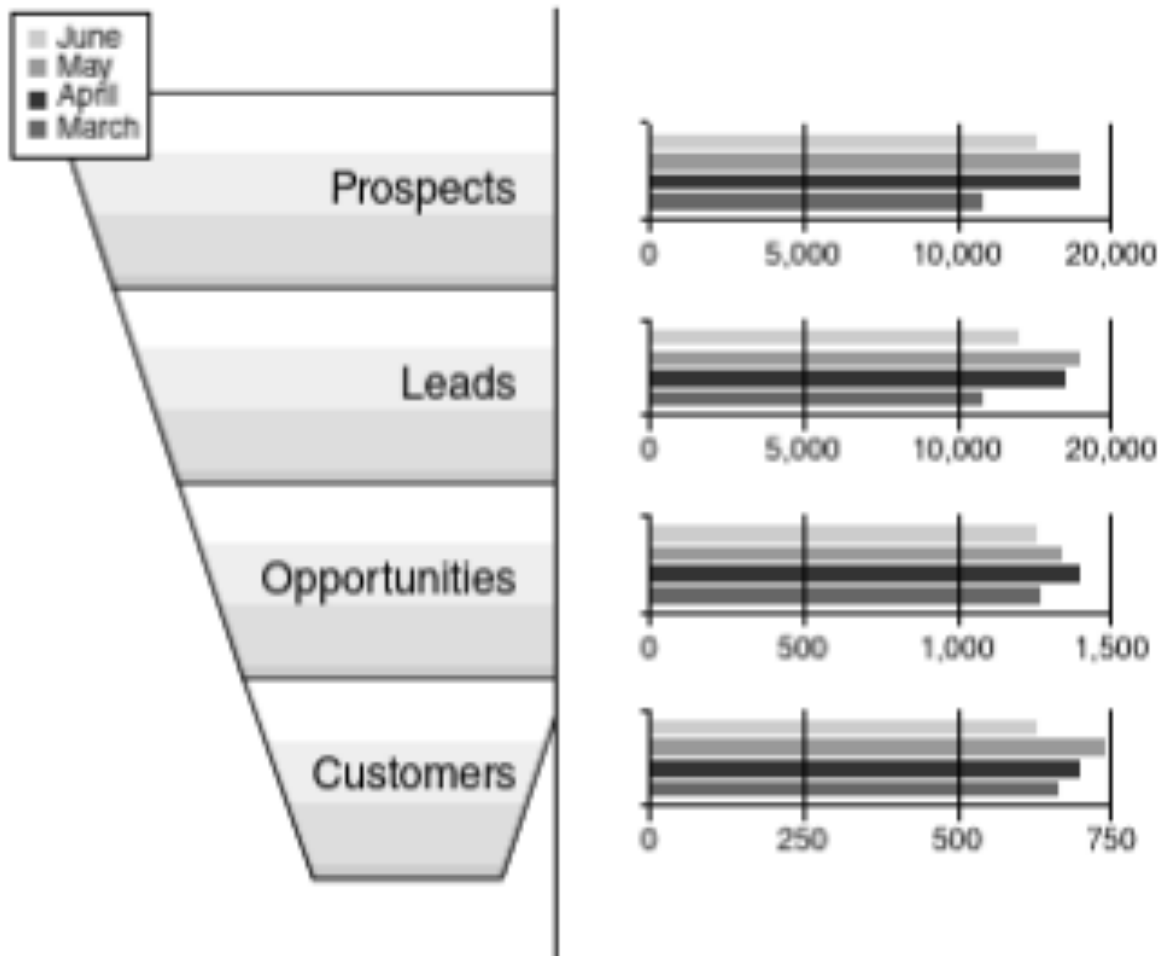 June
May
April
March
Prospects
0 5,000 10,000 20,000
Leads
0 5,000 10,000 20,000
Opportunities
0 500 1,000 1,500
Customers
0 250 500 750